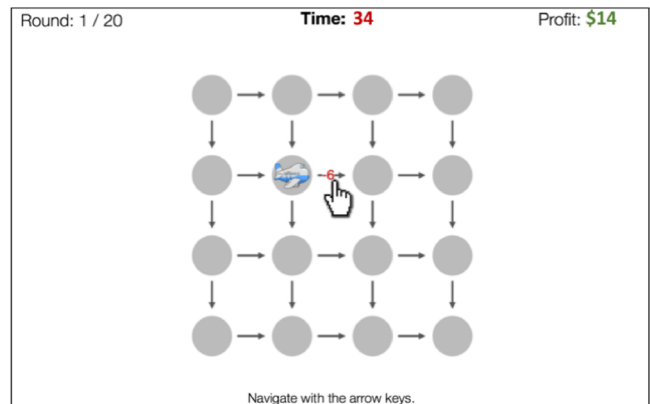 Round: 1 / 20 Time: 34 Profit: $14
-6
Navigate with the arrow keys.